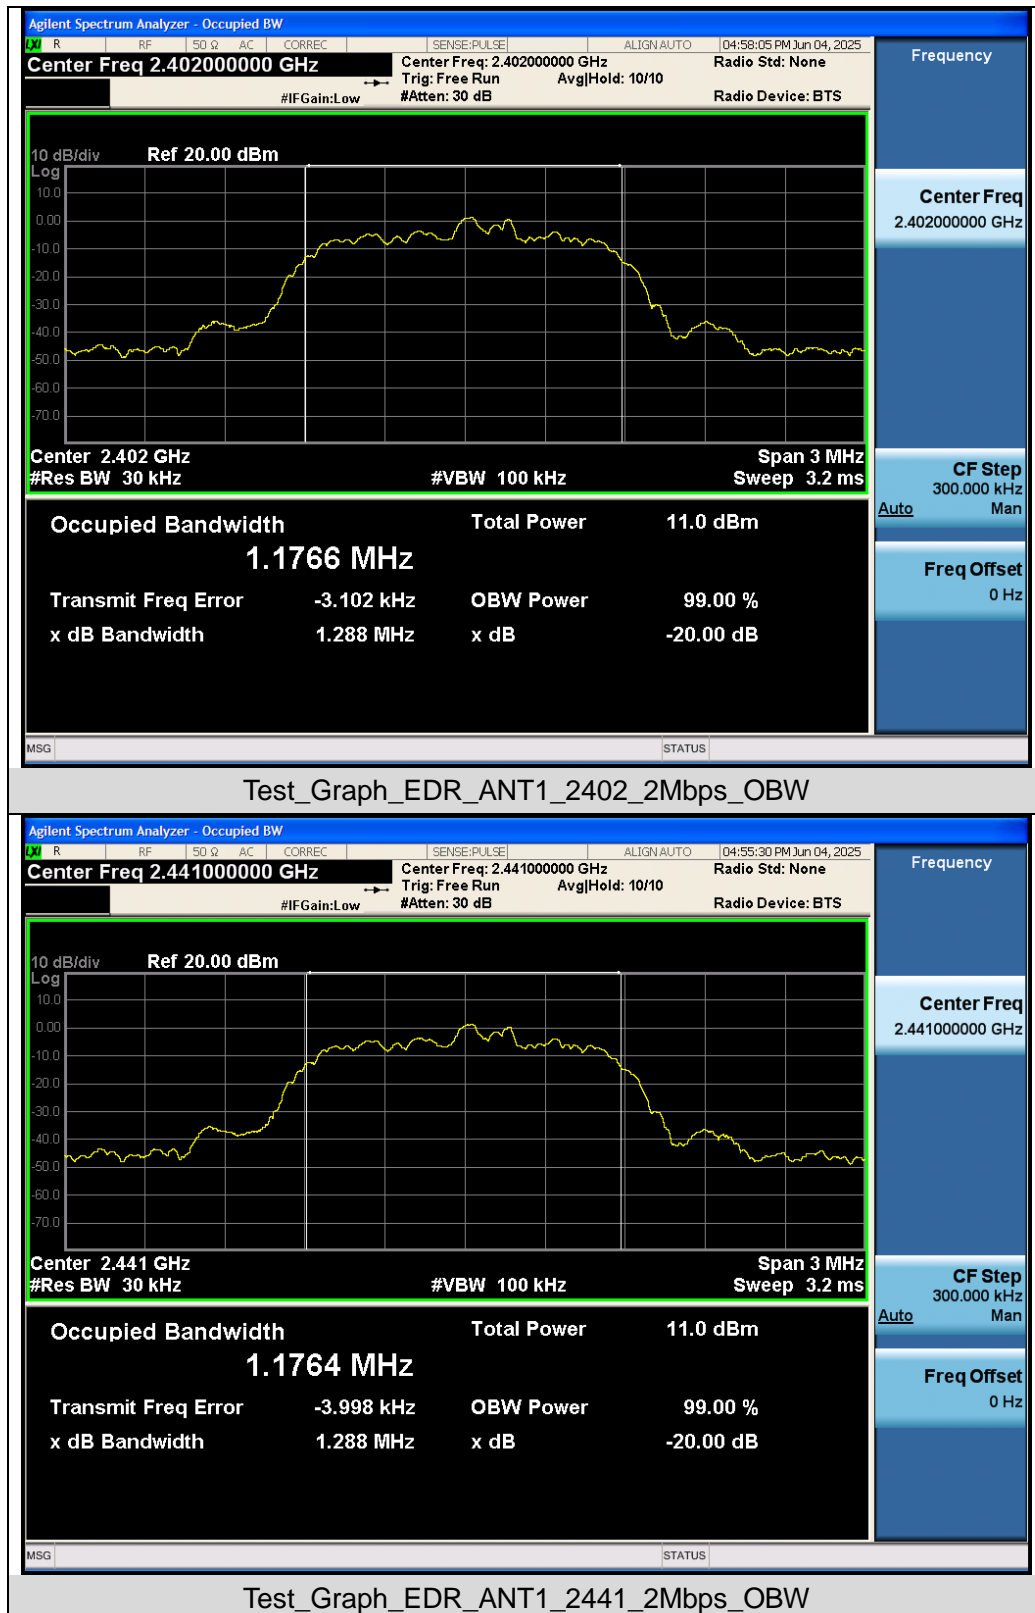 Agilent Spectrum Analyzer - Occupied BW
LXI R RF 50 Ω AC CORREC SENSE:PULSE ALIGN AUTO 04:58:05 PM Jun 04, 2025
Center Freq 2.402000000 GHz
Center Freq: 2.402000000 GHz Radio Std: None
Trig: Free Run Avg|Hold: 10/10
#IFGain:Low #Atten: 30 dB Radio Device: BTS
Frequency
10 dB/div Ref 20.00 dBm
Log
10.0
0.00
-10.0
-20.0
-30.0
-40.0
-50.0
-60.0
-70.0
Center 2.402 GHz Span 3 MHz
#Res BW 30 kHz #VBW 100 kHz Sweep 3.2 ms
Center Freq
2.402000000 GHz
CF Step
300.000 kHz
Auto Man
Freq Offset
0 Hz
Occupied Bandwidth Total Power 11.0 dBm
1.1766 MHz
Transmit Freq Error -3.102 kHz OBW Power 99.00 %
x dB Bandwidth 1.288 MHz x dB -20.00 dB
MSG STATUS
Test_Graph_EDR_ANT1_2402_2Mbps_OBW
Agilent Spectrum Analyzer - Occupied BW
LXI R RF 50 Ω AC CORREC SENSE:PULSE ALIGN AUTO 04:55:30 PM Jun 04, 2025
Center Freq 2.441000000 GHz
Center Freq: 2.441000000 GHz Radio Std: None
Trig: Free Run Avg|Hold: 10/10
#IFGain:Low #Atten: 30 dB Radio Device: BTS
Frequency
10 dB/div Ref 20.00 dBm
Log
10.0
0.00
-10.0
-20.0
-30.0
-40.0
-50.0
-60.0
-70.0
Center 2.441 GHz Span 3 MHz
#Res BW 30 kHz #VBW 100 kHz Sweep 3.2 ms
Center Freq
2.441000000 GHz
CF Step
300.000 kHz
Auto Man
Freq Offset
0 Hz
Occupied Bandwidth Total Power 11.0 dBm
1.1764 MHz
Transmit Freq Error -3.998 kHz OBW Power 99.00 %
x dB Bandwidth 1.288 MHz x dB -20.00 dB
MSG STATUS
Test_Graph_EDR_ANT1_2441_2Mbps_OBW